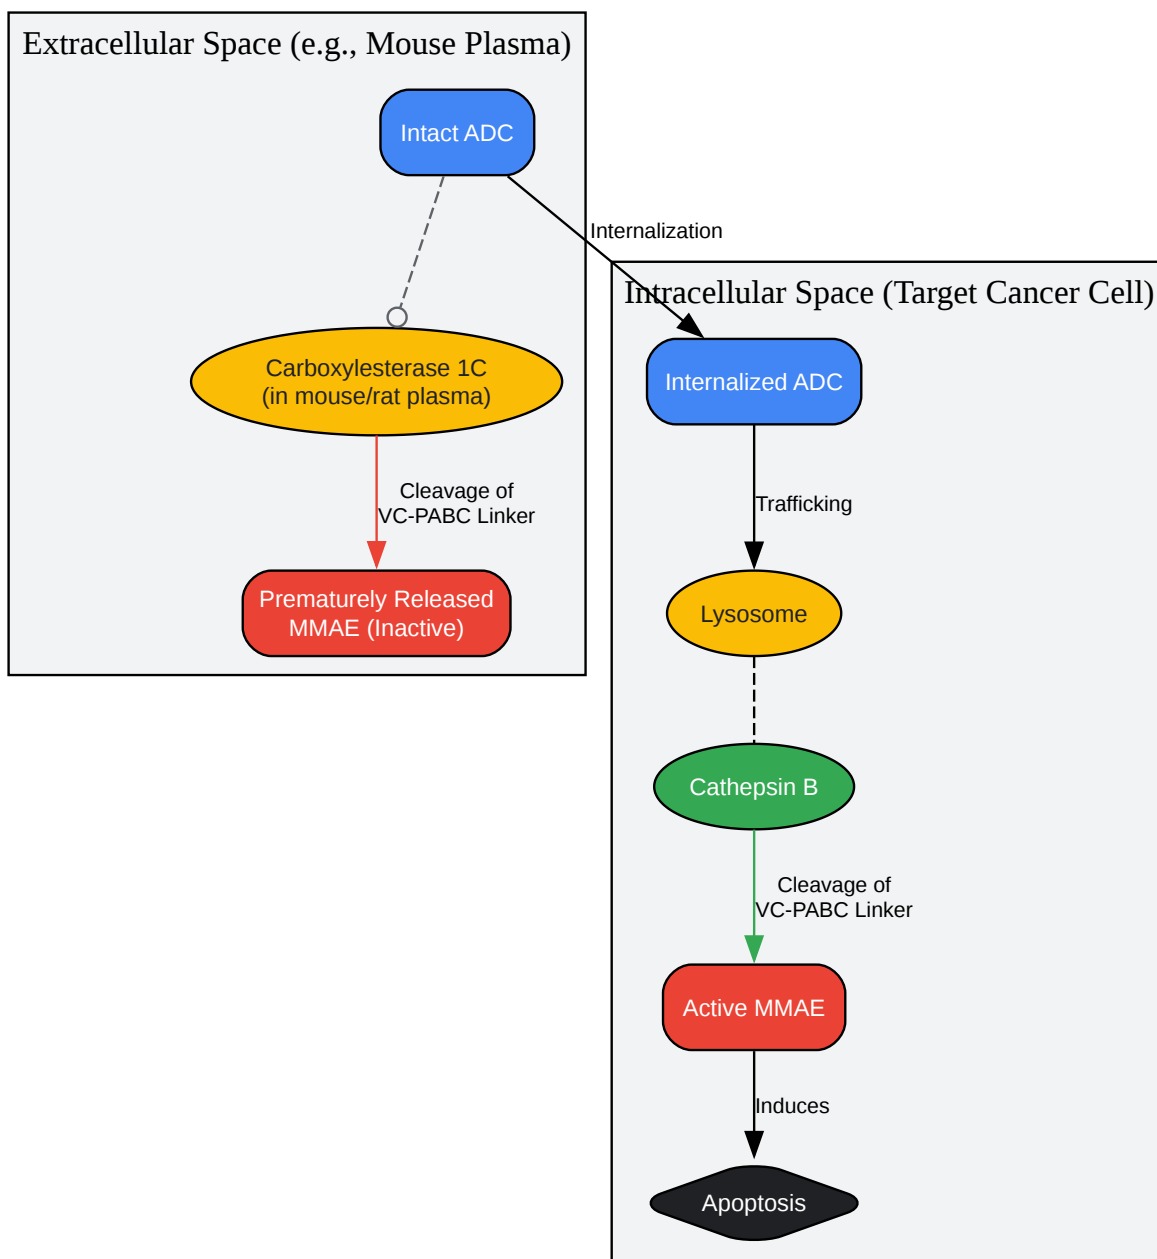 Extracellular Space (e.g., Mouse Plasma)
Intact ADC
Internalization
Carboxylesterase 1C
(in mouse/rat plasma)
Cleavage of
VC-PABC Linker
Prematurely Released
MMAE (Inactive)
Intracellular Space (Target Cancer Cell)
Internalized ADC
Trafficking
Lysosome
Cathepsin B
Cleavage of
VC-PABC Linker
Active MMAE
Induces
Apoptosis